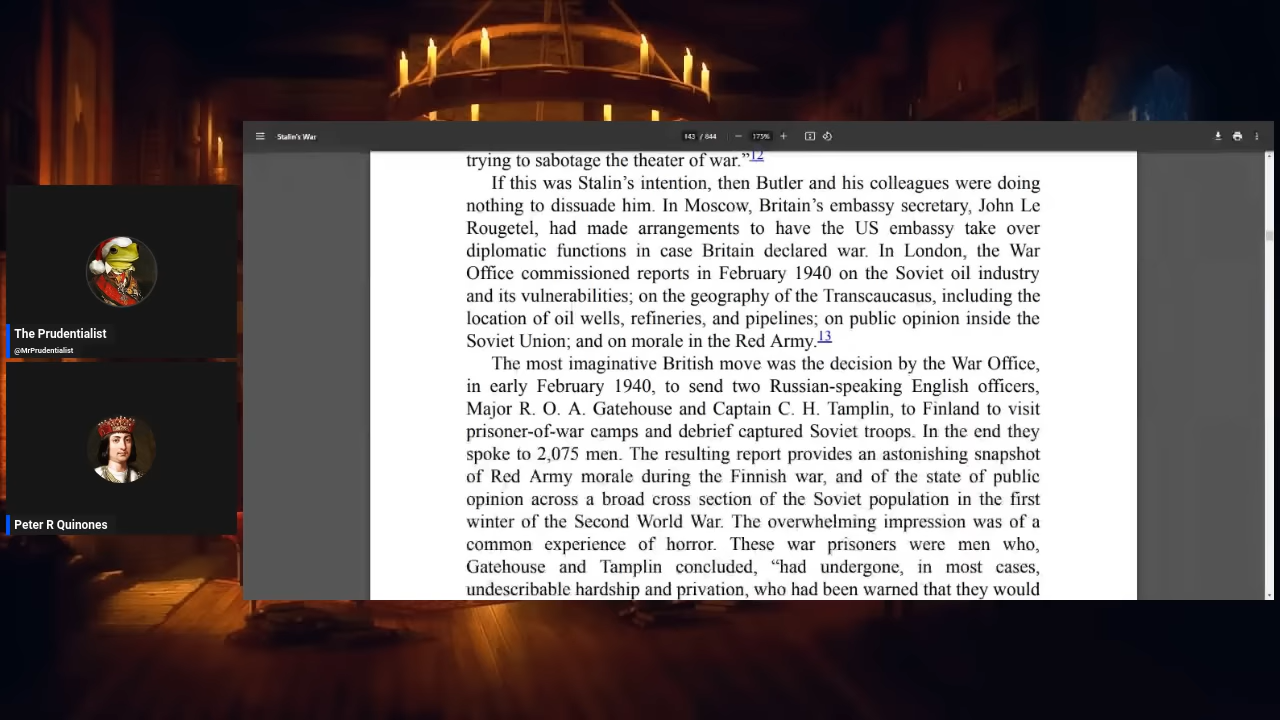 Stalin's War
143 / 844
175%
trying to sabotage the theater of war.”12
If this was Stalin’s intention, then Butler and his colleagues were doing
nothing to dissuade him. In Moscow, Britain’s embassy secretary, John Le
Rougetel, had made arrangements to have the US embassy take over
diplomatic functions in case Britain declared war. In London, the War
Office commissioned reports in February 1940 on the Soviet oil industry
and its vulnerabilities; on the geography of the Transcaucasus, including the
location of oil wells, refineries, and pipelines; on public opinion inside the
Soviet Union; and on morale in the Red Army.13
The most imaginative British move was the decision by the War Office,
in early February 1940, to send two Russian-speaking English officers,
Major R. O. A. Gatehouse and Captain C. H. Tamplin, to Finland to visit
prisoner-of-war camps and debrief captured Soviet troops. In the end they
spoke to 2,075 men. The resulting report provides an astonishing snapshot
of Red Army morale during the Finnish war, and of the state of public
opinion across a broad cross section of the Soviet population in the first
winter of the Second World War. The overwhelming impression was of a
common experience of horror. These war prisoners were men who,
Gatehouse and Tamplin concluded, “had undergone, in most cases,
undescribable hardship and privation, who had been warned that they would
The Prudentialist
@MrPrudentialist
Peter R Quinones